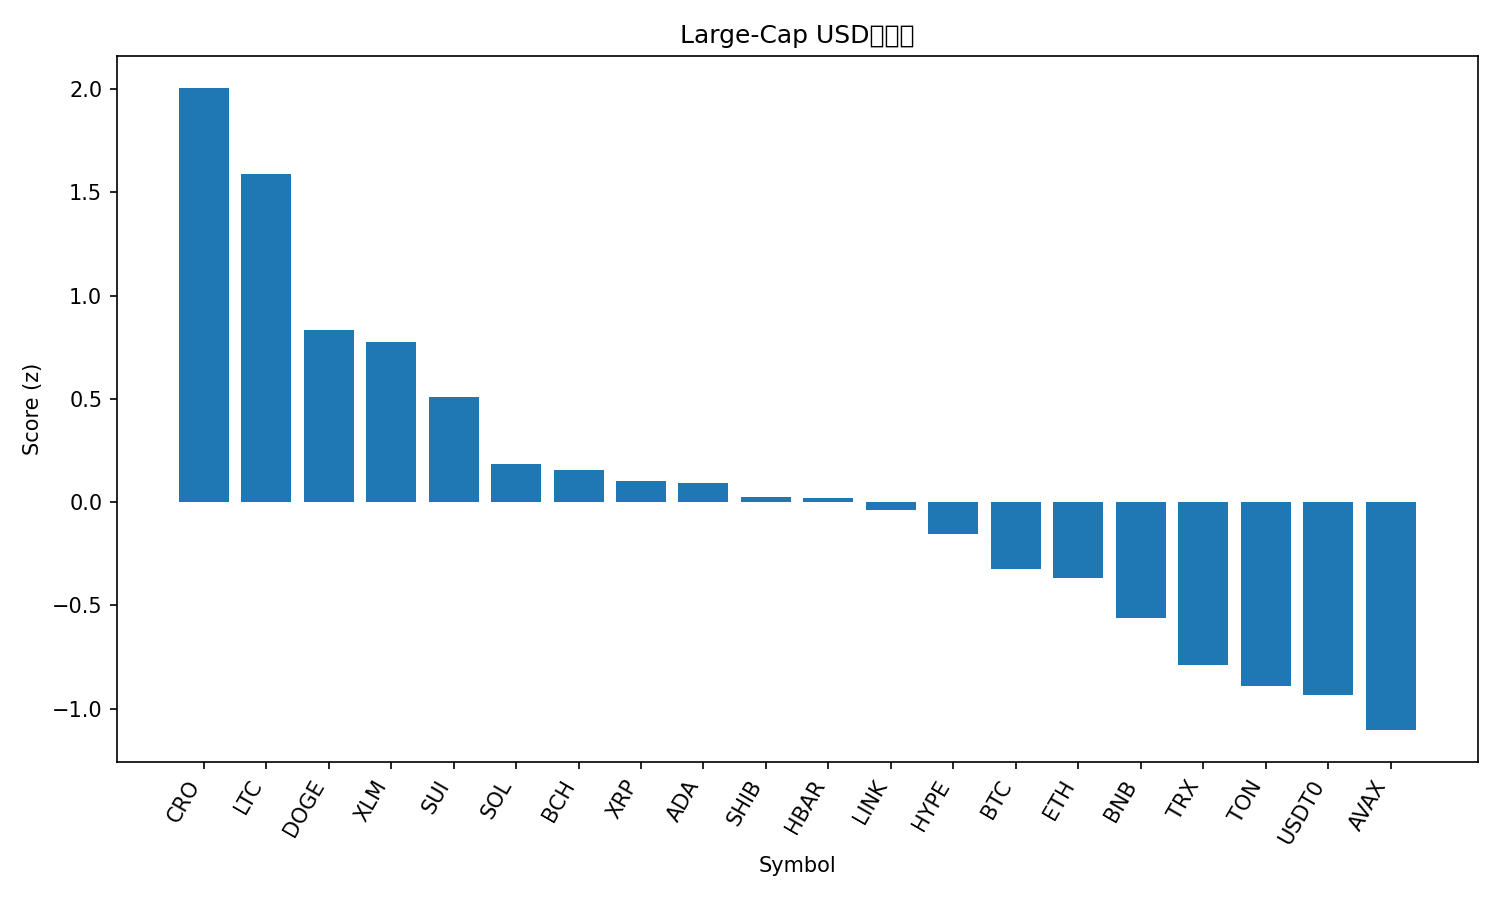 Large-Cap USD
2.0
1.5
1.0
0.5
0.0
−0.5
−1.0
Score (z)
CRO
LTC
DOGE
XLM
SUI
SOL
BCH
XRP
ADA
SHIB
HBAR
LINK
HYPE
BTC
ETH
BNB
TRX
TON
USDT0
AVAX
Symbol